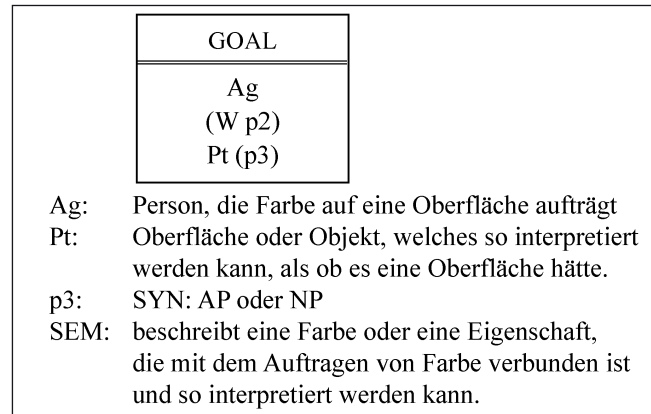 GOAL
Ag
(W p2)
Pt (p3)
Ag: Person, die Farbe auf eine Oberfläche aufträgt
Pt: Oberfläche oder Objekt, welches so interpretiert
werden kann, als ob es eine Oberfläche hätte.
p3: SYN: AP oder NP
SEM: beschreibt eine Farbe oder eine Eigenschaft,
die mit dem Auftragen von Farbe verbunden ist
und so interpretiert werden kann.